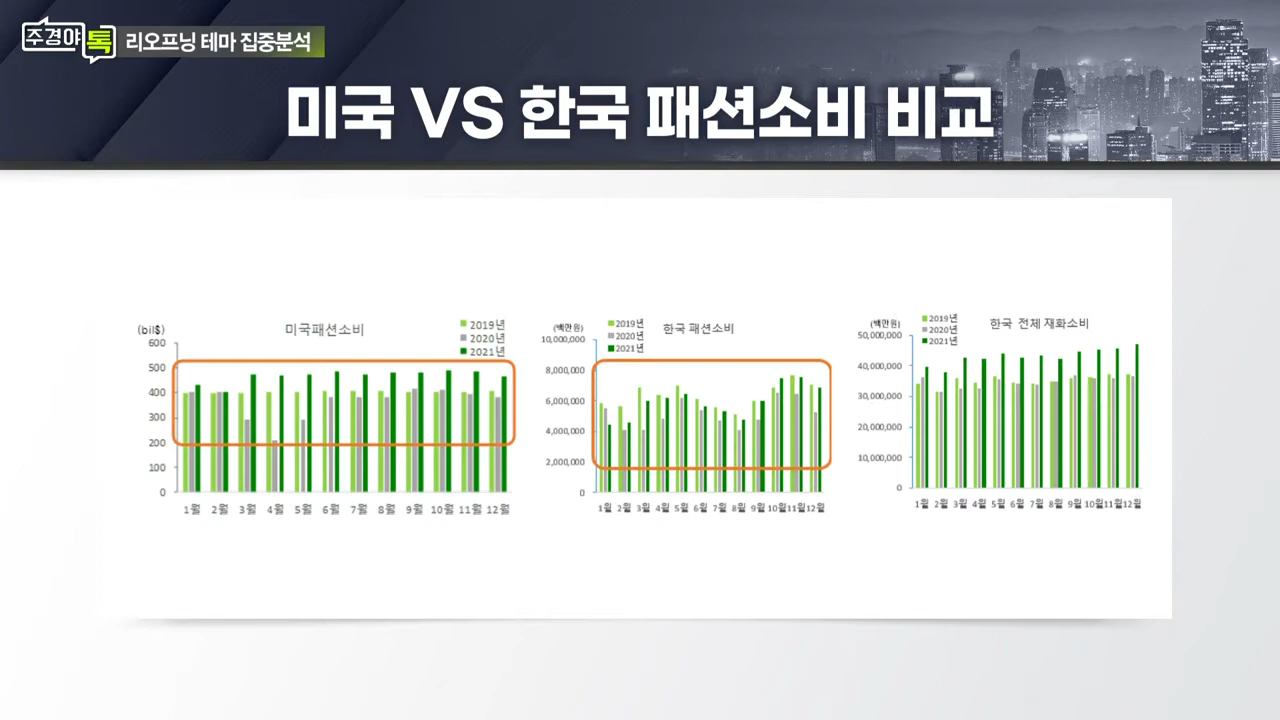 주경야톡
리오프닝 테마 집중분석
미국 VS 한국 패션소비 비교
(bil$)
미국패션소비
2019년
2020년
2021년
600
500
400
300
200
100
0
1월 2월 3월 4월 5월 6월 7월 8월 9월 10월 11월 12월
(백만원)
한국 패션소비
2019년
2020년
2021년
10,000,000
8,000,000
6,000,000
4,000,000
2,000,000
0
1월 2월 3월 4월 5월 6월 7월 8월 9월 10월 11월 12월
(백만원)
한국 전체 재화소비
2019년
2020년
2021년
50,000,000
40,000,000
30,000,000
20,000,000
10,000,000
0
1월 2월 3월 4월 5월 6월 7월 8월 9월 10월 11월 12월